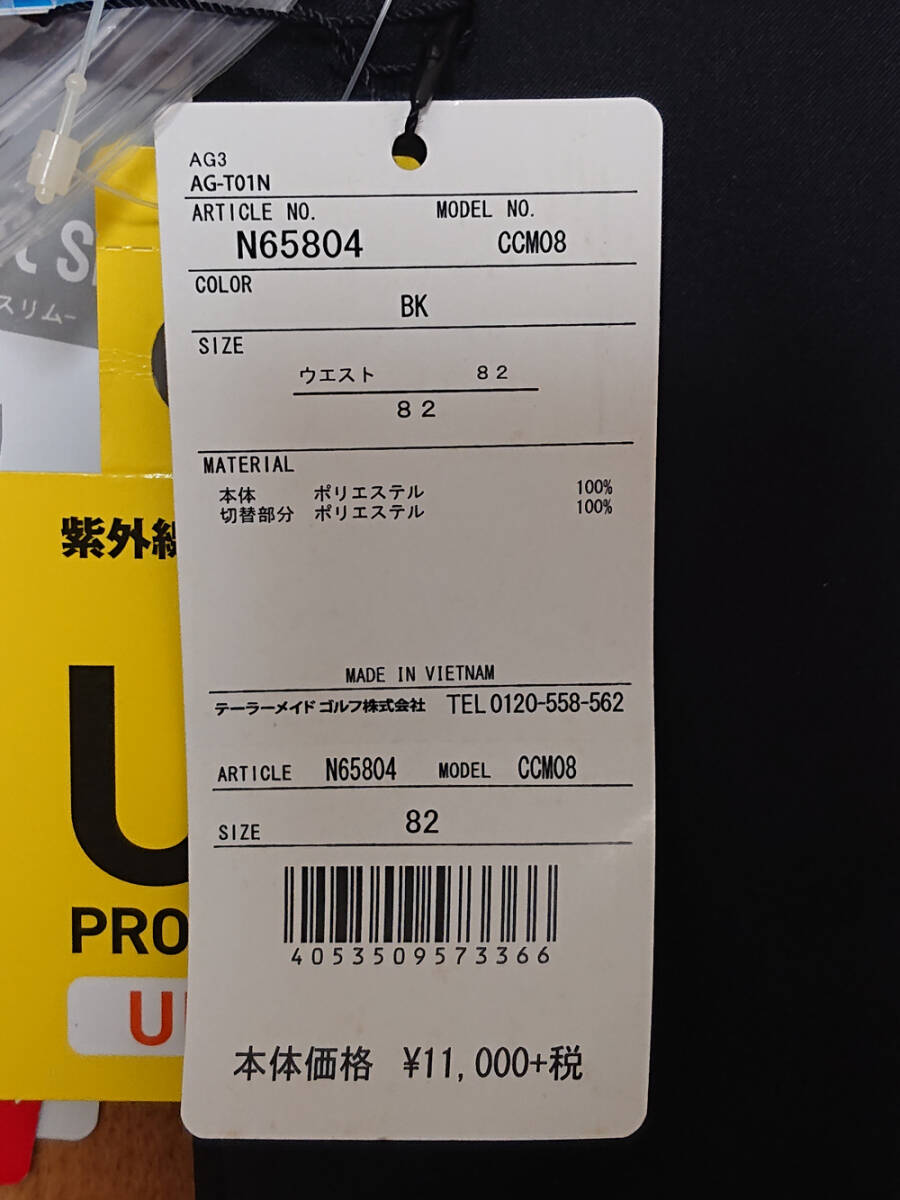 AG3
AG-T01N
ARTICLE NO. MODEL NO.
N65804 CCM08
COLOR
BK
SIZE
ウエスト 82
82
MATERIAL
本体 ポリエステル 100%
切替部分 ポリエステル 100%
MADE IN VIETNAM
テーラーメイド ゴルフ株式会社 TEL 0120-558-562
ARTICLE N65804 MODEL CCM08
SIZE 82
4053509573366
本体価格 ¥11,000+税
スリム-
紫外線
U
PRO
U